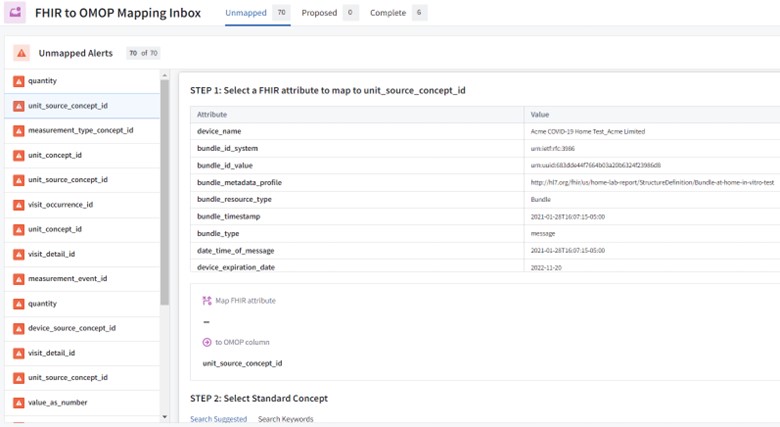 FHIR to OMOP Mapping Inbox
Unmapped 70 Proposed 0 Complete 6
Unmapped Alerts 70 of 70
quantity
unit_source_concept_id
measurement_type_concept_id
unit_concept_id
unit_source_concept_id
visit_occurrence_id
unit_concept_id
visit_detail_id
measurement_event_id
quantity
device_source_concept_id
visit_detail_id
unit_source_concept_id
value_as_number
STEP 1: Select a FHIR attribute to map to unit_source_concept_id
Attribute Value
device_name Acme COVID-19 Home Test_Acme Limited
bundle_id_system urn:ietf:rfc:3986
bundle_id_value
bundle_metadata_profile http://hl7.org/fhir/us/home-lab-report/StructureDefinition/Bundle-at-home-in-vitro-test
bundle_resource_type Bundle
bundle_timestamp 2021-01-28T16:07:15-05:00
bundle_type message
date_time_of_message 2021-01-28T16:07:15-05:00
device_expiration_date 2022-11-20
Map FHIR attribute
—
to OMOP column
unit_source_concept_id
STEP 2: Select Standard Concept
Search Suggested Search Keywords